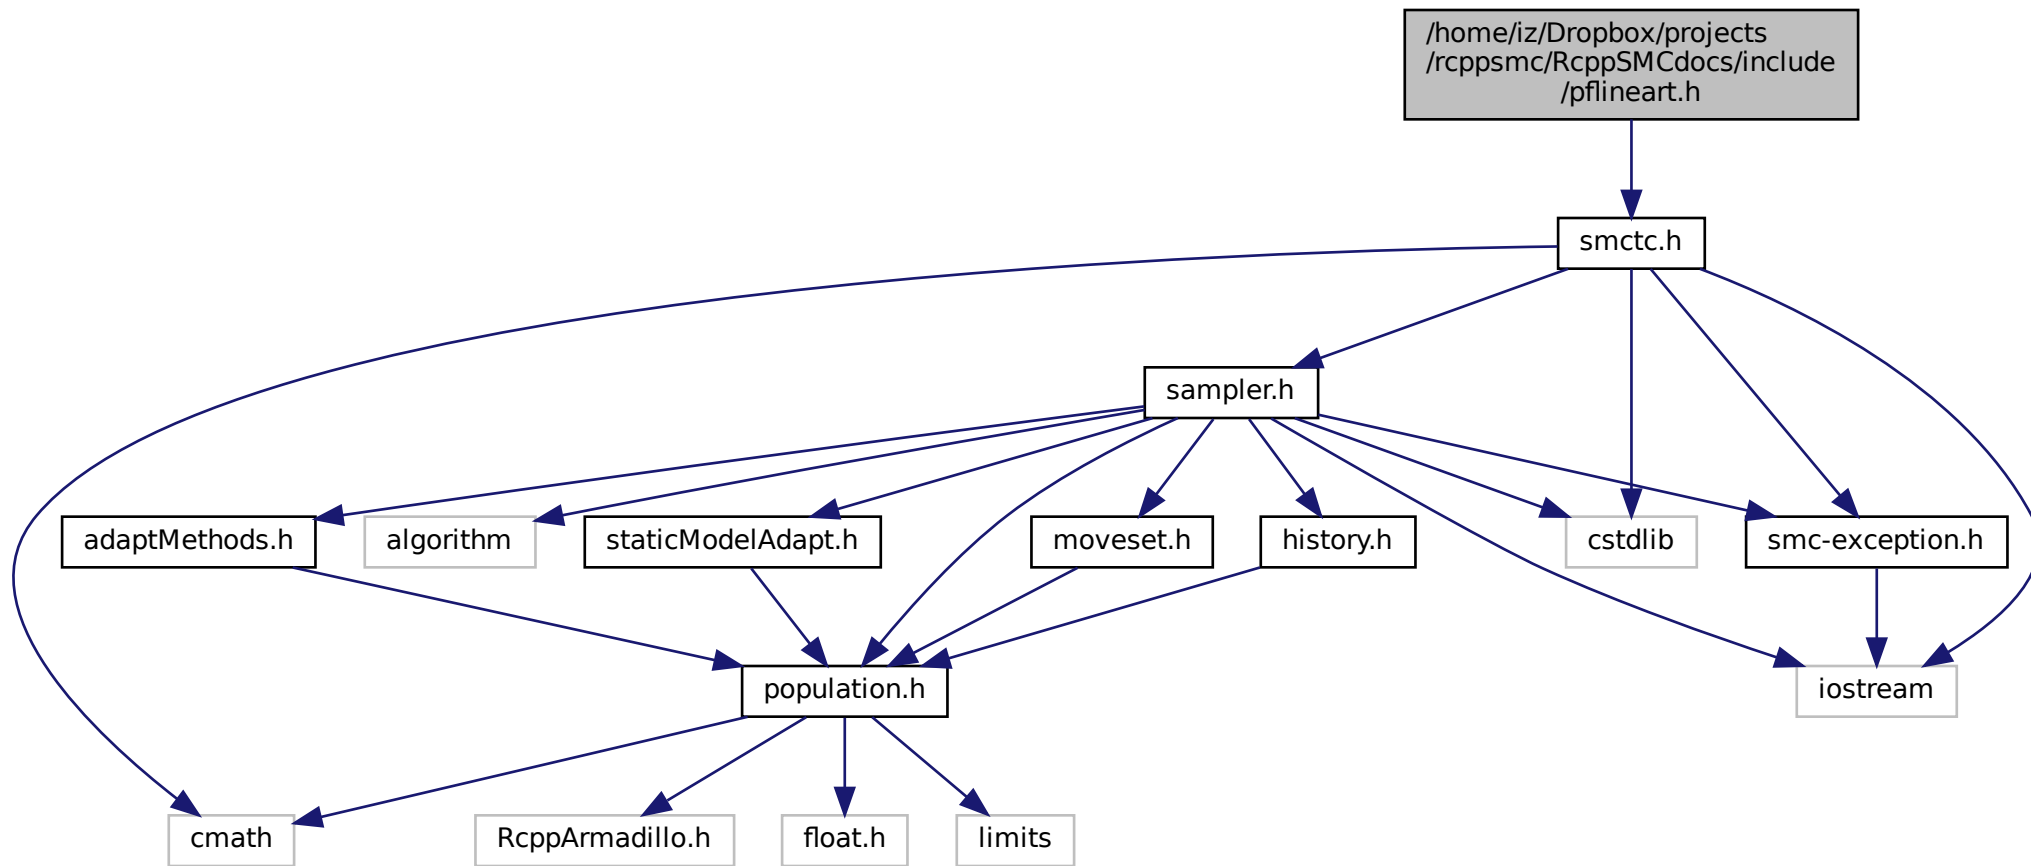 /home/iz/Dropbox/projects
/rcppsmc/RcppSMCdocs/include
/pflineart.h
smctc.h
sampler.h
adaptMethods.h
algorithm
staticModelAdapt.h
moveset.h
history.h
cstdlib
smc-exception.h
population.h
iostream
cmath
RcppArmadillo.h
float.h
limits